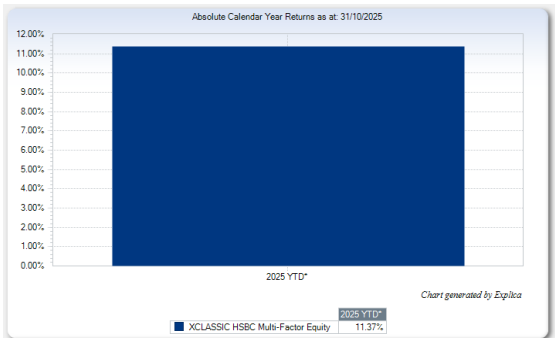 Absolute Calendar Year Returns as at: 31/10/2025
12.00%
11.00%
10.00%
9.00%
8.00%
7.00%
6.00%
5.00%
4.00%
3.00%
2.00%
1.00%
0.00%
2025 YTD*
Chart generated by Explica
2025 YTD*
XCLASSIC HSBC Multi-Factor Equity 11.37%